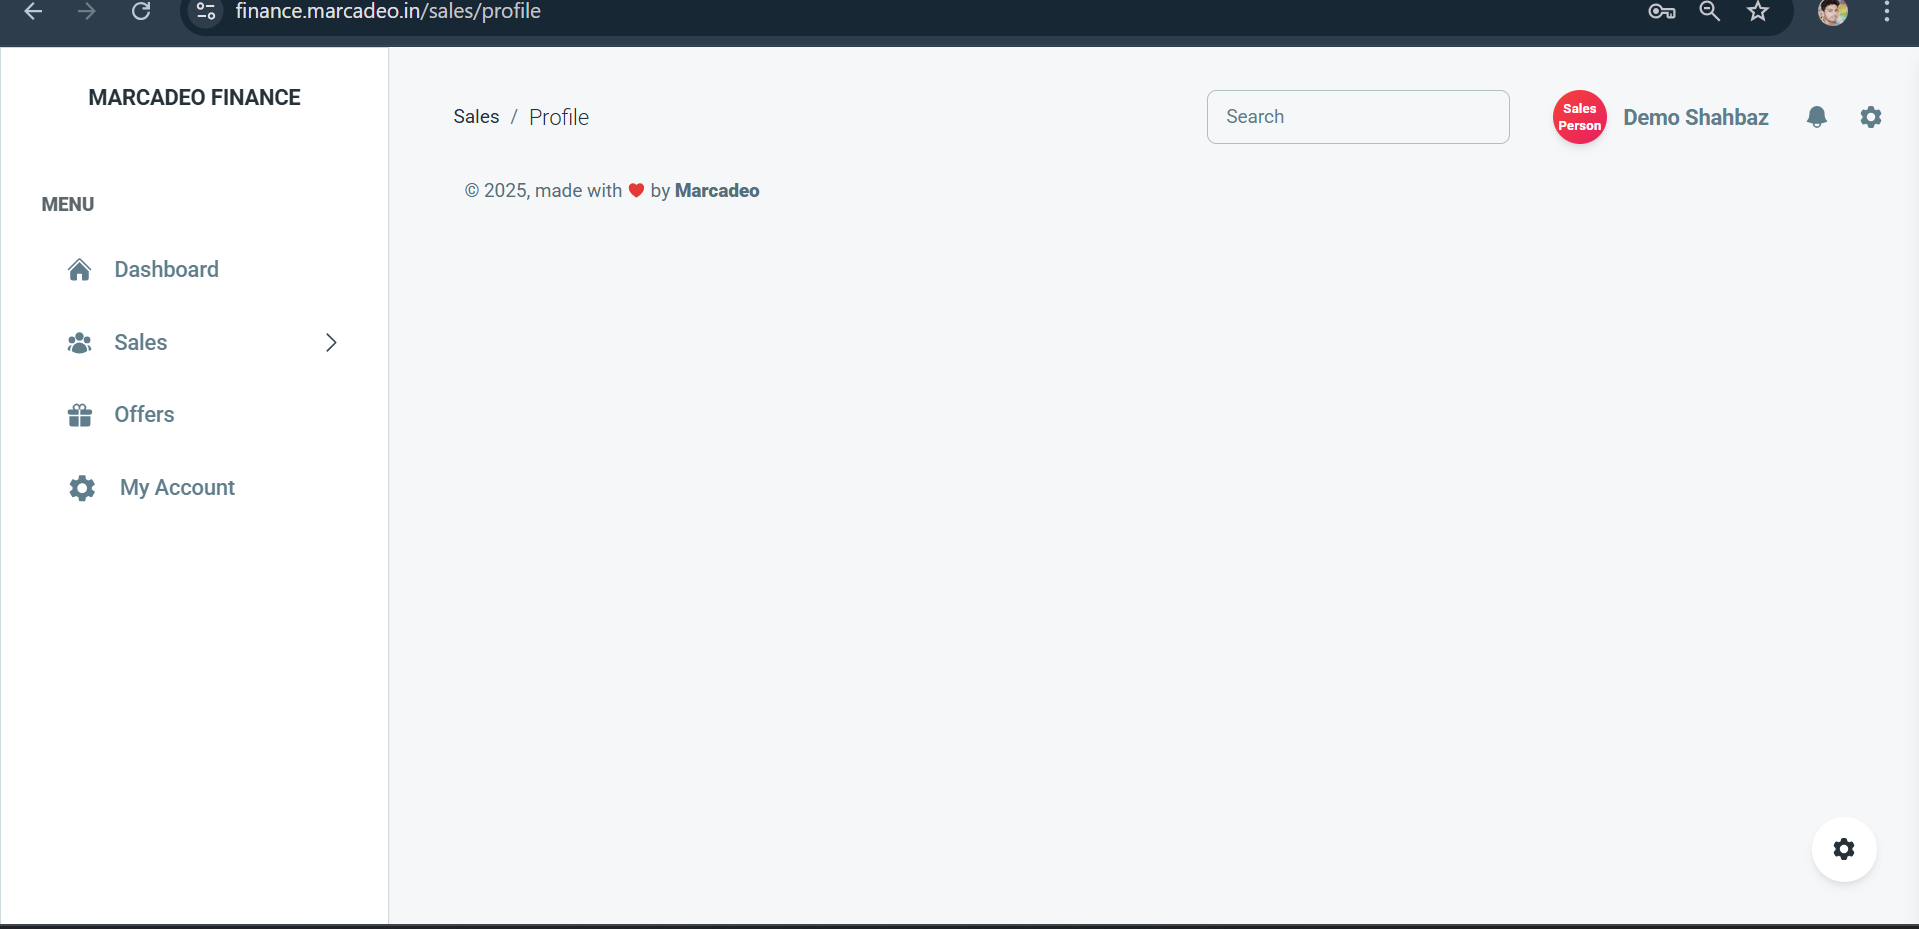 finance.marcadeo.in/sales/profile
MARCADEO FINANCE
Sales / Profile
Search
Sales
Person
Demo Shahbaz
© 2025, made with ❤ by Marcadeo
MENU
Dashboard
Sales
Offers
My Account